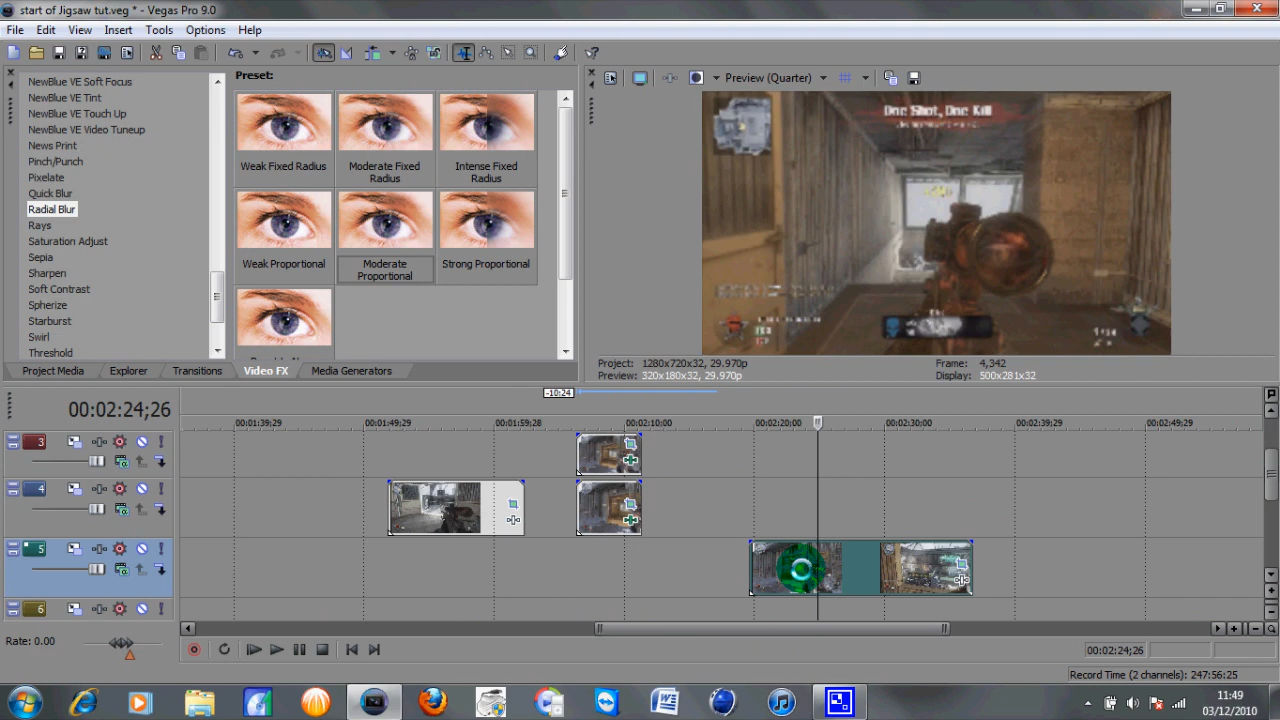 start of Jigsaw tut.veg * - Vegas Pro 9.0
File Edit View Insert Tools Options Help
NewBlue VE Soft Focus
NewBlue VE Tint
NewBlue VE Touch Up
NewBlue VE Video Tuneup
News Print
Pinch/Punch
Pixelate
Quick Blur
Radial Blur
Rays
Saturation Adjust
Sepia
Sharpen
Soft Contrast
Spherize
Starburst
Swirl
Threshold
Preset:
Weak Fixed Radius
Moderate Fixed Radius
Intense Fixed Radius
Weak Proportional
Moderate Proportional
Strong Proportional
Preview (Quarter)
One Shot, One Kill
Project: 1280x720x32, 29.970p
Preview: 320x180x32, 29.970p
Frame: 4,342
Display: 500x281x32
Project Media Explorer Transitions Video FX Media Generators
-10:24
00:02:24;26
00:01:39;29 00:01:49;29 00:01:59;28 00:02:10;00 00:02:20;00 00:02:30;00 00:02:39;29 00:02:49;29
3
4
5
6
Rate: 0.00
00:02:24;26
Record Time (2 channels): 247:56:25
11:49
03/12/2010